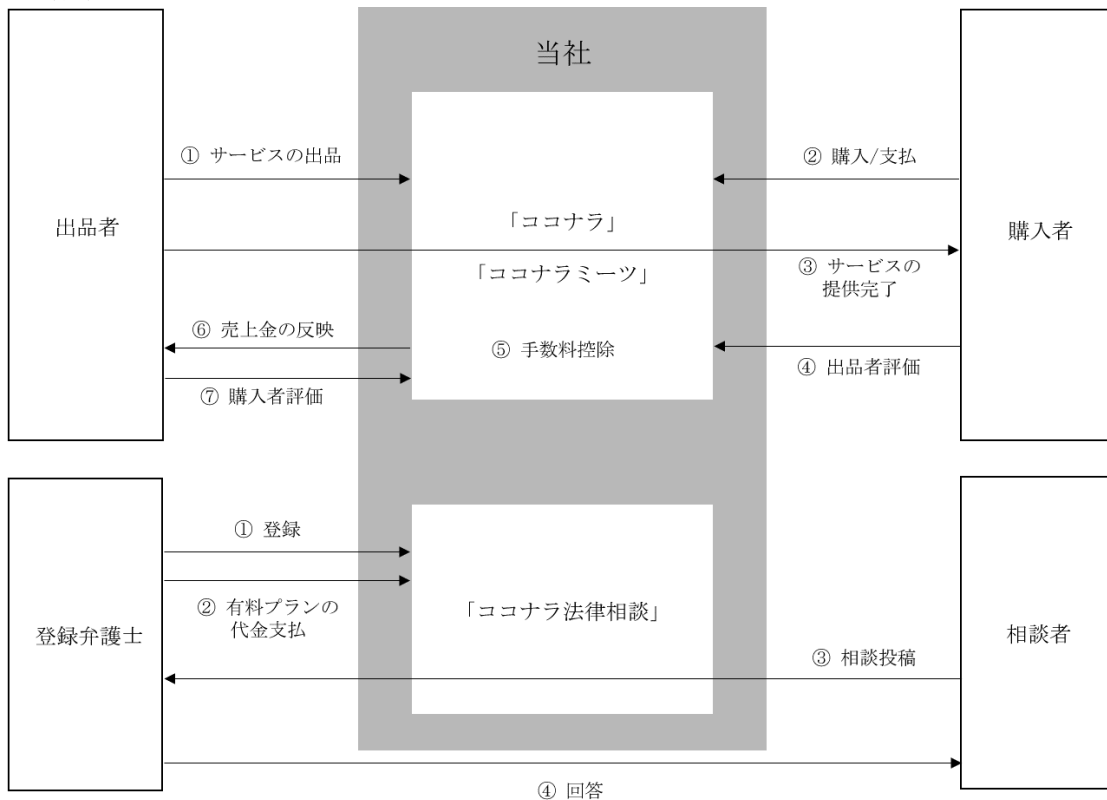 当社
① サービスの出品
② 購入/支払
出品者
「ココナラ」
購入者
「ココナラミーツ」
③ サービスの
提供完了
⑥ 売上金の反映
⑤ 手数料控除
④ 出品者評価
⑦ 購入者評価
① 登録
② 有料プランの
代金支払
「ココナラ法律相談」
登録弁護士
相談者
③ 相談投稿
④ 回答